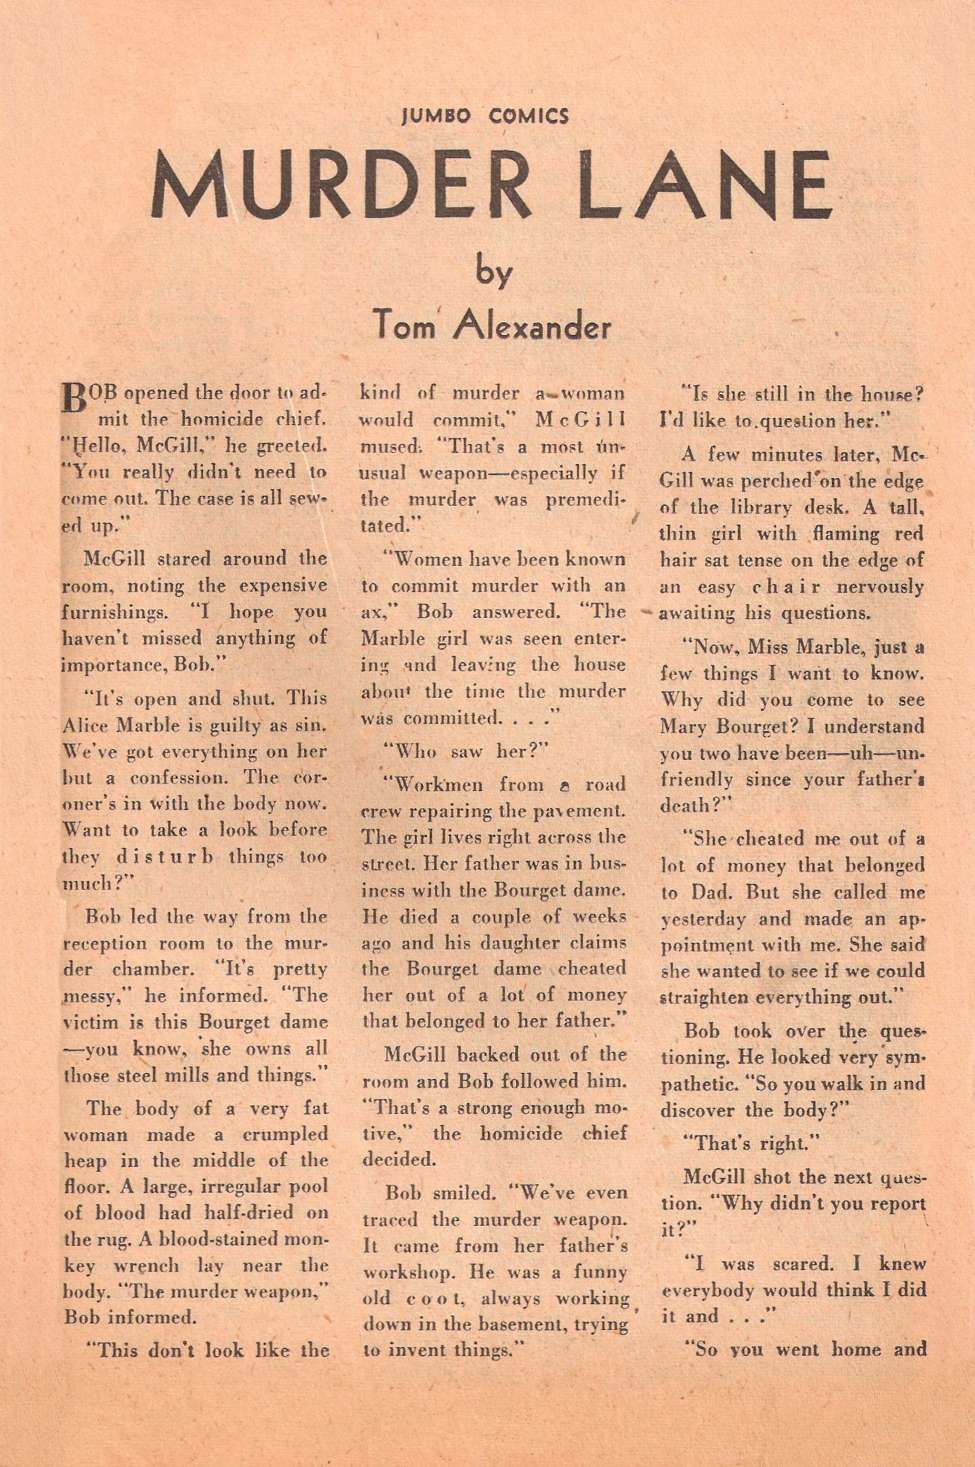 JUMBO COMICS
MURDER LANE
by
Tom Alexander
BOB opened the door to ad-
mit the homicide chief.
"Hello, McGill," he greeted.
"You really didn't need to
come out. The case is all sew-
ed up."
McGill stared around the
room, noting the expensive
furnishings. "I hope you
haven't missed anything of
importance, Bob."
"It's open and shut. This
Alice Marble is guilty as sin.
We've got everything on her
but a confession. The cor-
oner's in with the body now.
Want to take a look before
they disturb things too
much?"
Bob led the way from the
reception room to the mur-
der chamber. "It's pretty
messy," he informed. "The
victim is this Bourget dame
—you know, she owns all
those steel mills and things."
The body of a very fat
woman made a crumpled
heap in the middle of the
floor. A large, irregular pool
of blood had half-dried on
the rug. A blood-stained mon-
key wrench lay near the
body. "The murder weapon,"
Bob informed.
"This don't look like the
kind of murder a woman
would commit," McGill
mused. "That's a most un-
usual weapon—especially if
the murder was premedi-
tated."
"Women have been known
to commit murder with an
ax," Bob answered. "The
Marble girl was seen enter-
ing and leaving the house
about the time the murder
was committed. . . ."
"Who saw her?"
"Workmen from a road
crew repairing the pavement.
The girl lives right across the
street. Her father was in bus-
iness with the Bourget dame.
He died a couple of weeks
ago and his daughter claims
the Bourget dame cheated
her out of a lot of money
that belonged to her father."
McGill backed out of the
room and Bob followed him.
"That's a strong enough mo-
tive," the homicide chief
decided.
Bob smiled. "We've even
traced the murder weapon.
It came from her father's
workshop. He was a funny
old coot, always working
down in the basement, trying
to invent things."
"Is she still in the house?
I'd like to question her."
A few minutes later, Mc-
Gill was perched on the edge
of the library desk. A tall,
thin girl with flaming red
hair sat tense on the edge of
an easy chair nervously
awaiting his questions.
"Now, Miss Marble, just a
few things I want to know.
Why did you come to see
Mary Bourget? I understand
you two have been—uh—un-
friendly since your father's
death?"
"She cheated me out of a
lot of money that belonged
to Dad. But she called me
yesterday and made an ap-
pointment with me. She said
she wanted to see if we could
straighten everything out."
Bob took over the ques-
tioning. He looked very sym-
pathetic. "So you walk in and
discover the body?"
"That's right."
McGill shot the next ques-
tion. "Why didn't you report
it?"
"I was scared. I knew
everybody would think I did
it and . . ."
"So you went home and